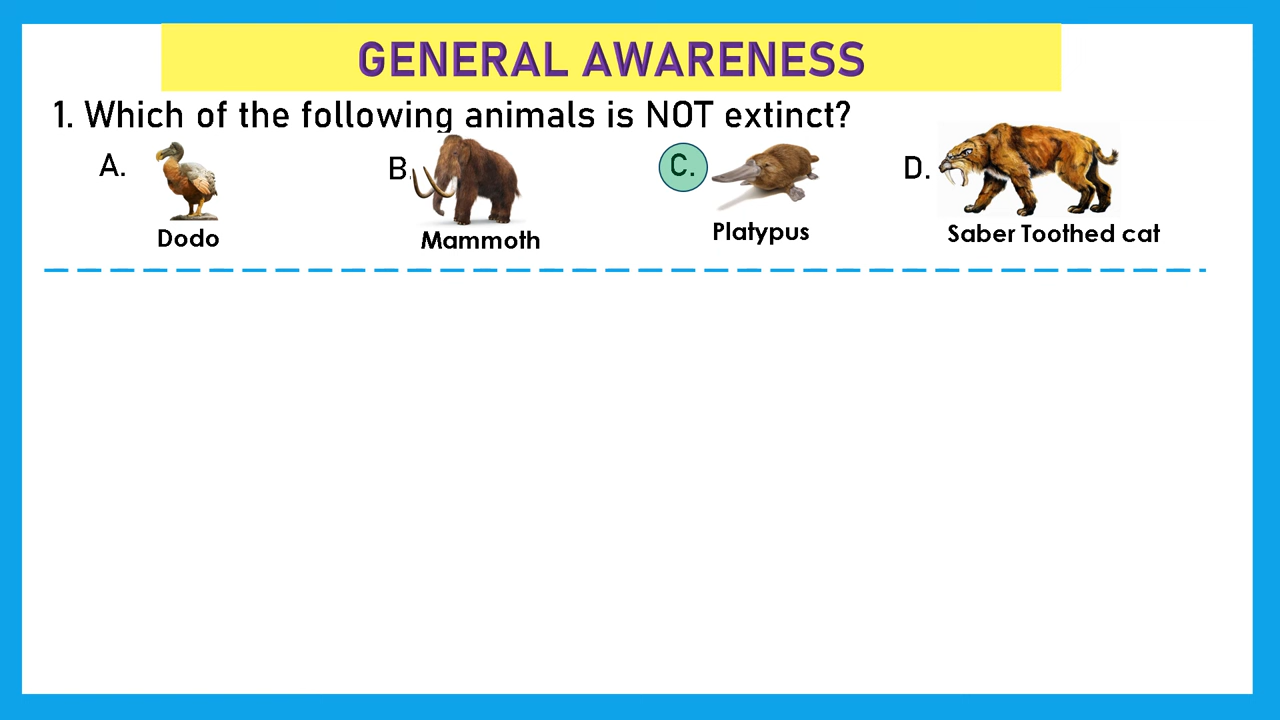 GENERAL AWARENESS
1. Which of the following animals is NOT extinct?
A. B. C. D.
Dodo Mammoth Platypus Saber Toothed cat